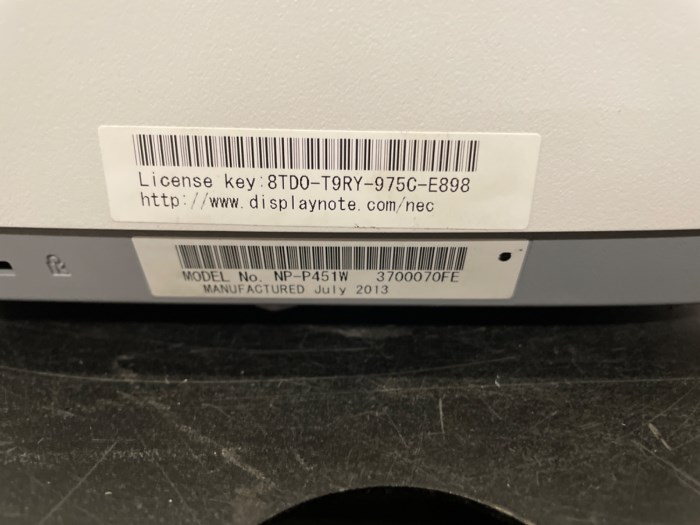 License key:8TD0-T9RY-975C-E898
http://www.displaynote.com/nec
MODEL No. NP-P451W 3700070FE
MANUFACTURED July 2013